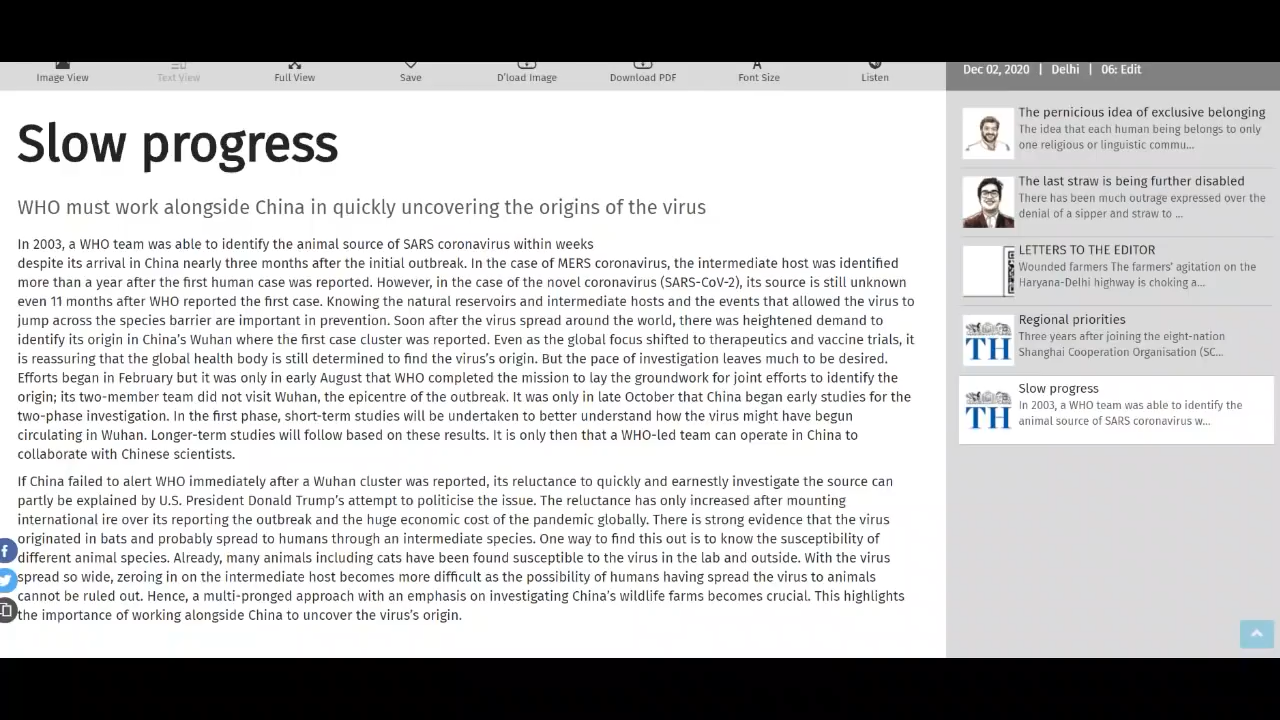 Image View
Text View
Full View
Save
D'load Image
Download PDF
Font Size
Listen
Dec 02, 2020 | Delhi | 06: Edit
Slow progress
WHO must work alongside China in quickly uncovering the origins of the virus
In 2003, a WHO team was able to identify the animal source of SARS coronavirus within weeks
despite its arrival in China nearly three months after the initial outbreak. In the case of MERS coronavirus, the intermediate host was identified
more than a year after the first human case was reported. However, in the case of the novel coronavirus (SARS-CoV-2), its source is still unknown
even 11 months after WHO reported the first case. Knowing the natural reservoirs and intermediate hosts and the events that allowed the virus to
jump across the species barrier are important in prevention. Soon after the virus spread around the world, there was heightened demand to
identify its origin in China's Wuhan where the first case cluster was reported. Even as the global focus shifted to therapeutics and vaccine trials, it
is reassuring that the global health body is still determined to find the virus's origin. But the pace of investigation leaves much to be desired.
Efforts began in February but it was only in early August that WHO completed the mission to lay the groundwork for joint efforts to identify the
origin; its two-member team did not visit Wuhan, the epicentre of the outbreak. It was only in late October that China began early studies for the
two-phase investigation. In the first phase, short-term studies will be undertaken to better understand how the virus might have begun
circulating in Wuhan. Longer-term studies will follow based on these results. It is only then that a WHO-led team can operate in China to
collaborate with Chinese scientists.
If China failed to alert WHO immediately after a Wuhan cluster was reported, its reluctance to quickly and earnestly investigate the source can
partly be explained by U.S. President Donald Trump's attempt to politicise the issue. The reluctance has only increased after mounting
international ire over its reporting the outbreak and the huge economic cost of the pandemic globally. There is strong evidence that the virus
originated in bats and probably spread to humans through an intermediate species. One way to find this out is to know the susceptibility of
different animal species. Already, many animals including cats have been found susceptible to the virus in the lab and outside. With the virus
spread so wide, zeroing in on the intermediate host becomes more difficult as the possibility of humans having spread the virus to animals
cannot be ruled out. Hence, a multi-pronged approach with an emphasis on investigating China's wildlife farms becomes crucial. This highlights
the importance of working alongside China to uncover the virus's origin.
The pernicious idea of exclusive belonging
The idea that each human being belongs to only
one religious or linguistic commu...
The last straw is being further disabled
There has been much outrage expressed over the
denial of a sipper and straw to ...
LETTERS TO THE EDITOR
Wounded farmers The farmers' agitation on the
Haryana-Delhi highway is choking a...
TH
Regional priorities
Three years after joining the eight-nation
Shanghai Cooperation Organisation (SC...
TH
Slow progress
In 2003, a WHO team was able to identify the
animal source of SARS coronavirus w...